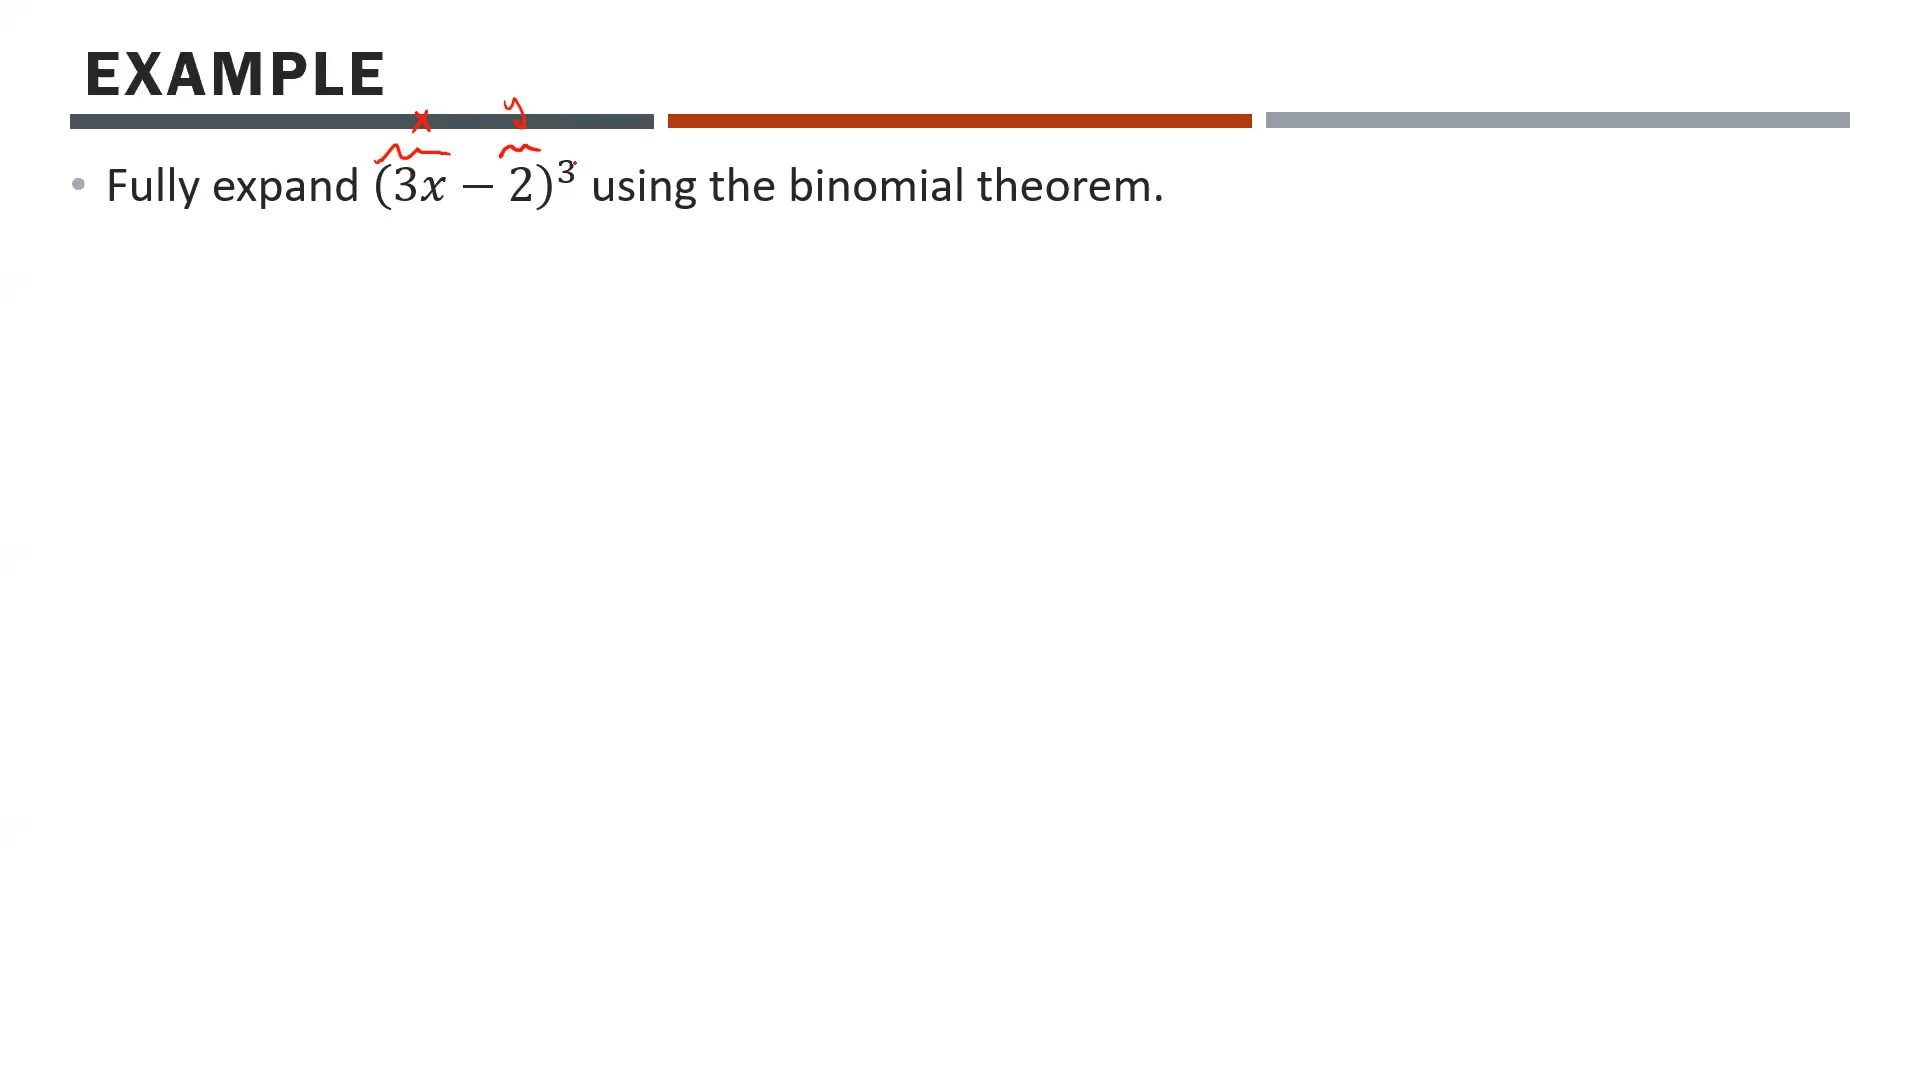 EXAMPLE
x y
• Fully expand (3x − 2)³ using the binomial theorem.